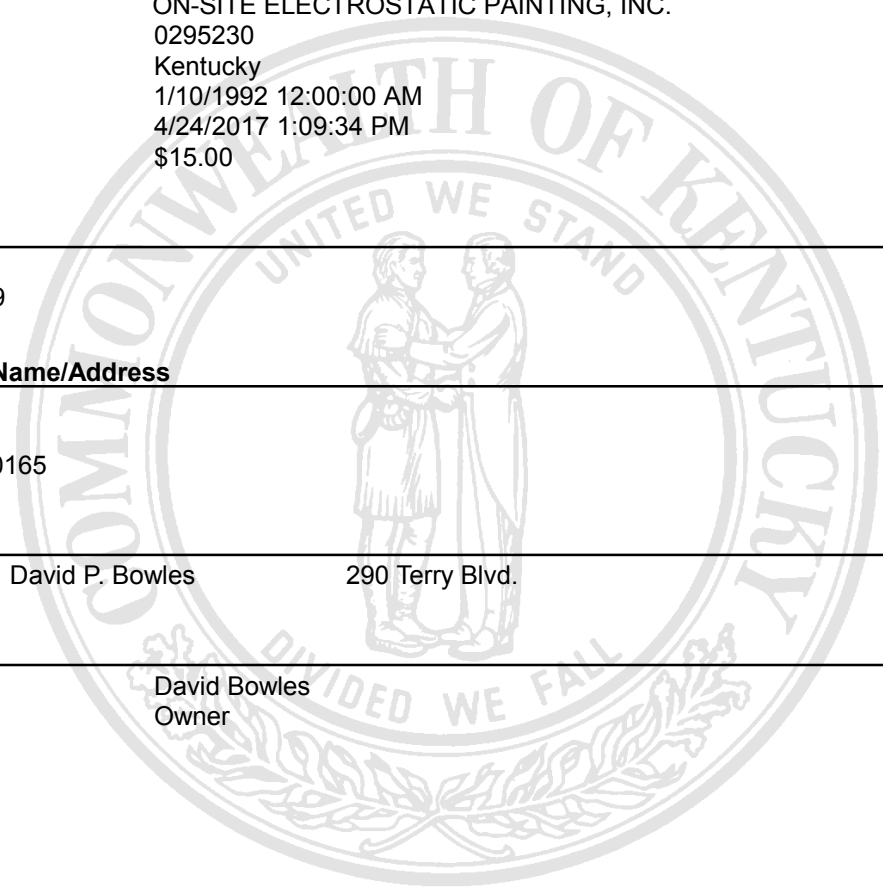 ON-SITE ELECTROSTATIC PAINTING, INC.
0295230
Kentucky
1/10/1992 12:00:00 AM
4/24/2017 1:09:34 PM
$15.00
9
Name/Address
0165
David P. Bowles 290 Terry Blvd.
David Bowles
Owner
COMMONWEALTH OF KENTUCKY
UNITED WE STAND
DIVIDED WE FALL